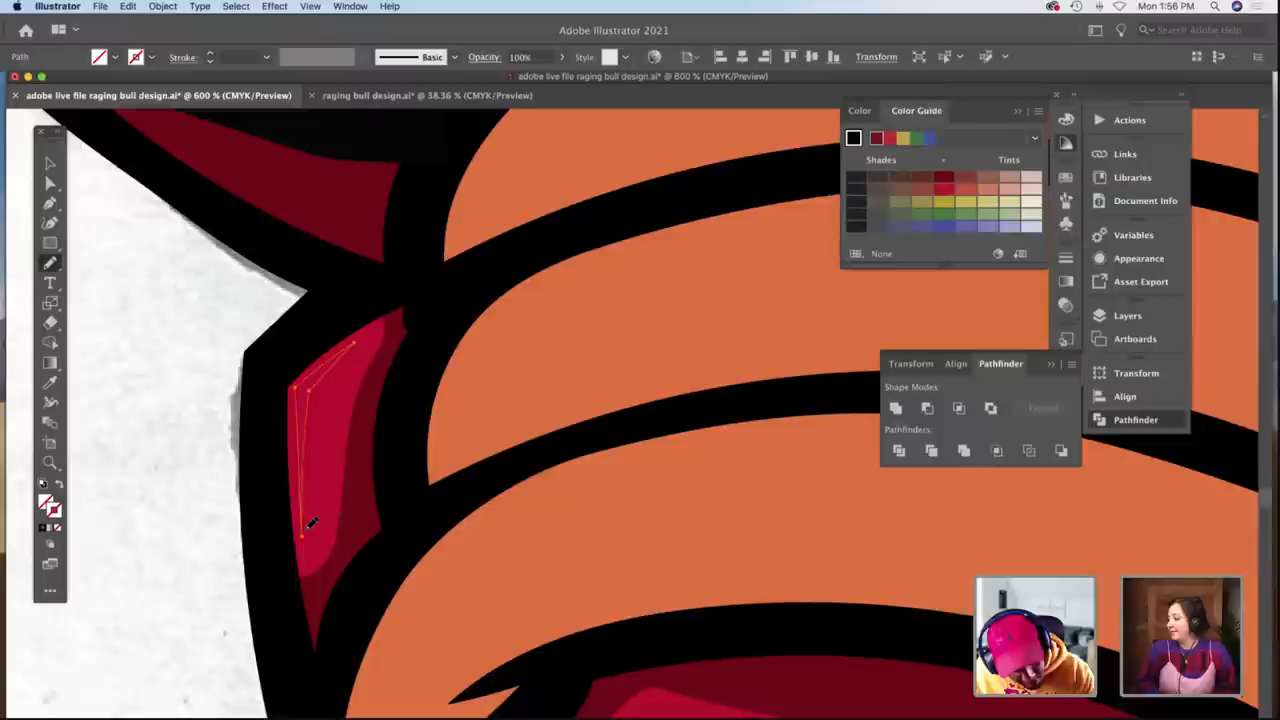 Illustrator File Edit Object Type Select Effect View Window Help Mon 1:56 PM
Adobe Illustrator 2021 Search Adobe Help
Path Stroke: Basic Opacity: 100% Style Transform
adobe live file raging bull design.ai* @ 600 % (CMYK/Preview)
adobe live file raging bull design.ai* @ 600 % (CMYK/Preview) raging bull design.ai* @ 38.36 % (CMYK/Preview)
Color Color Guide
Actions
Shades Tints
Links
Libraries
Document Info
Variables
None
Appearance
Asset Export
Layers
Artboards
Transform Align Pathfinder
Transform
Shape Modes:
Align
Expand
Pathfinder
Pathfinders: